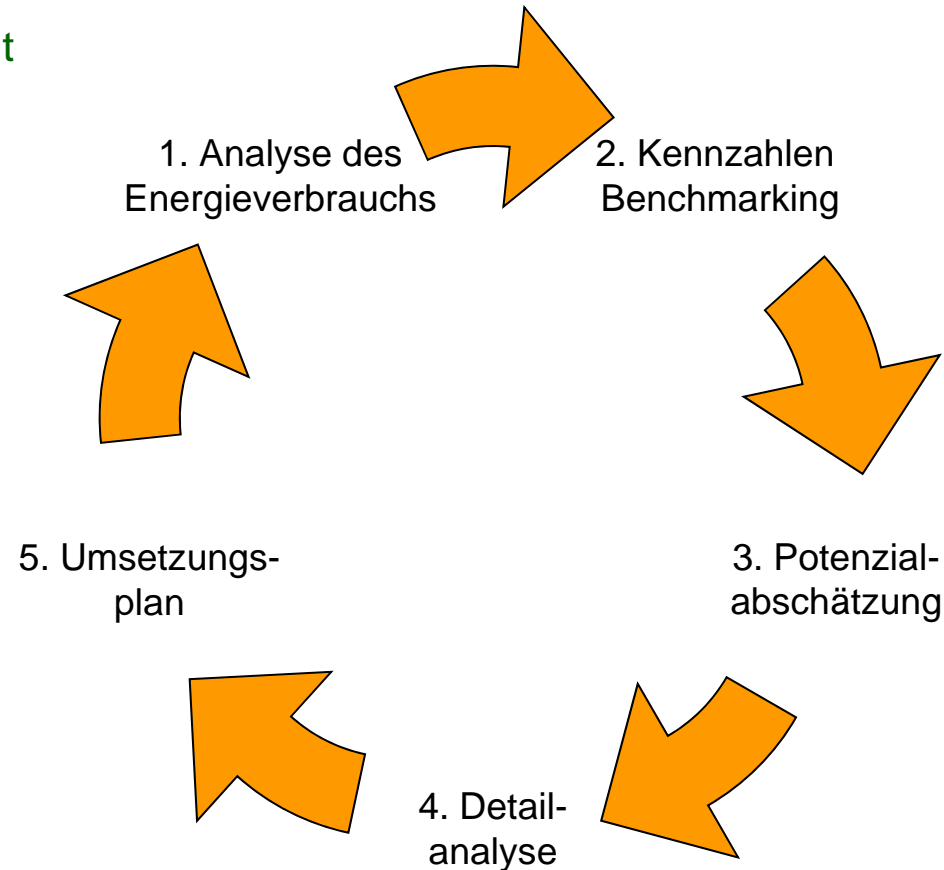 t
1. Analyse des
Energieverbrauchs
2. Kennzahlen
Benchmarking
3. Potenzial-
abschätzung
4. Detail-
analyse
5. Umsetzungs-
plan